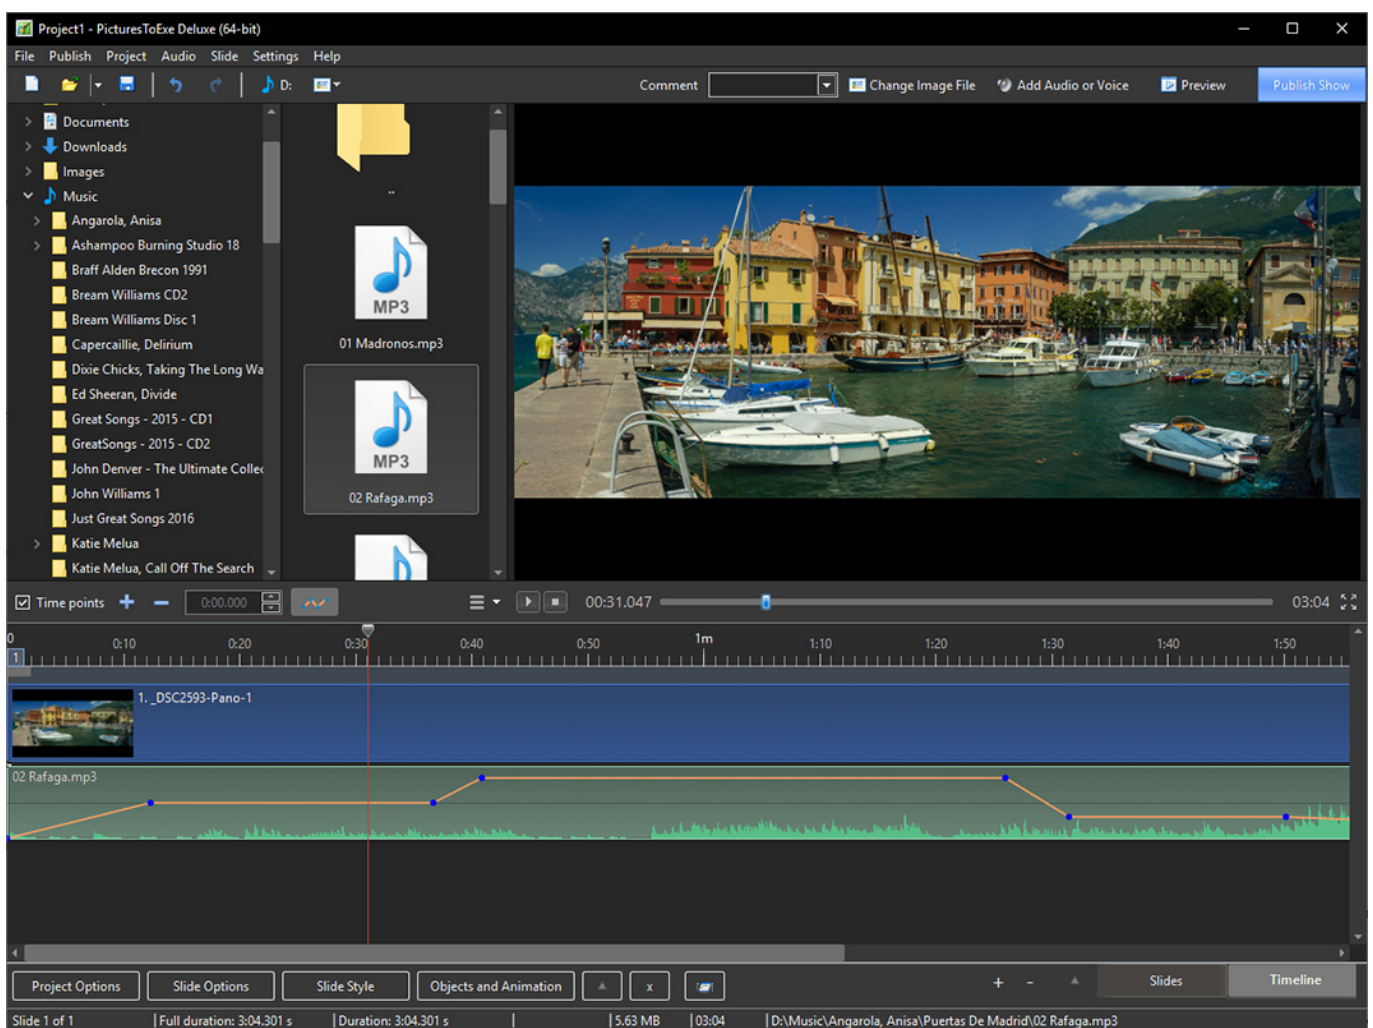 Project1 - PicturesToExe Deluxe (64-bit)
File Publish Project Audio Slide Settings Help
D:
Comment
Change Image File
Add Audio or Voice
Preview
Publish Show
Documents
Downloads
Images
Music
Angarola, Anisa
Ashampoo Burning Studio 18
Braff Alden Brecon 1991
Bream Williams CD2
Bream Williams Disc 1
Capercaillie, Delirium
Dixie Chicks, Taking The Long Wa
Ed Sheeran, Divide
Great Songs - 2015 - CD1
GreatSongs - 2015 - CD2
John Denver - The Ultimate Collec
John Williams 1
Just Great Songs 2016
Katie Melua
Katie Melua, Call Off The Search
..
MP3
01 Madronos.mp3
MP3
02 Rafaga.mp3
Time points
0:00.000
00:31.047
03:04
0 0:10 0:20 0:30 0:40 0:50 1m 1:10 1:20 1:30 1:40 1:50
1
1. _DSC2593-Pano-1
02 Rafaga.mp3
Project Options
Slide Options
Slide Style
Objects and Animation
x
+ -
Slides
Timeline
Slide 1 of 1
Full duration: 3:04.301 s
Duration: 3:04.301 s
5.63 MB
03:04
D:\Music\Angarola, Anisa\Puertas De Madrid\02 Rafaga.mp3